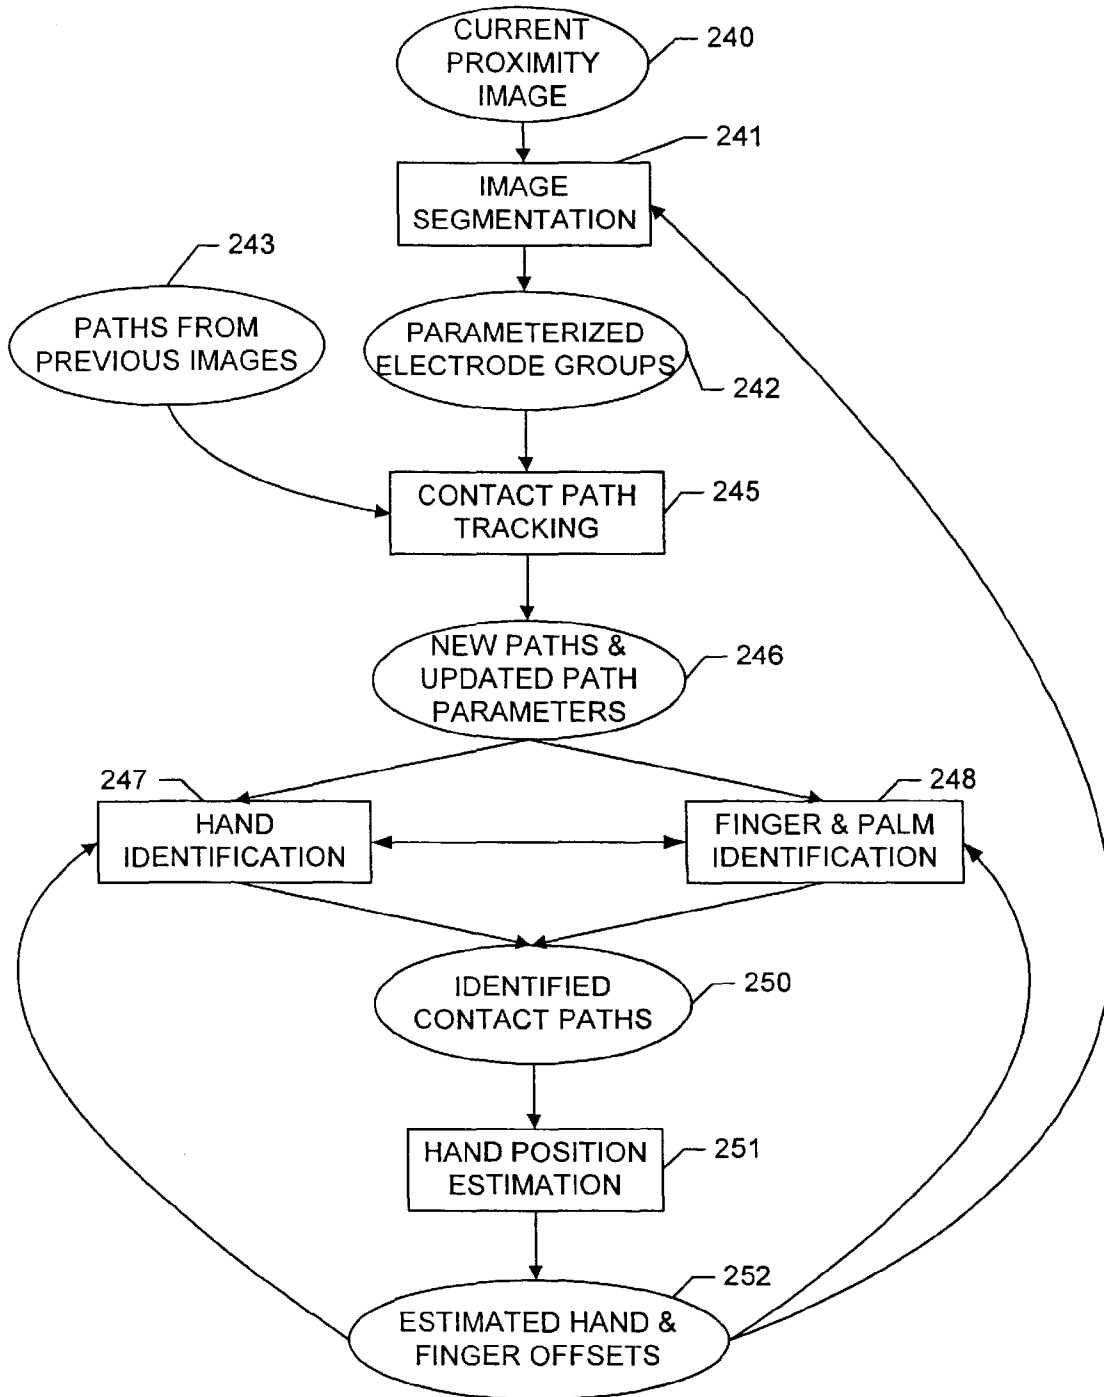 CURRENT
PROXIMITY
IMAGE
240
241
IMAGE
SEGMENTATION
243
PATHS FROM
PREVIOUS IMAGES
PARAMETERIZED
ELECTRODE GROUPS
242
CONTACT PATH
TRACKING
245
NEW PATHS &
UPDATED PATH
PARAMETERS
246
247
HAND
IDENTIFICATION
248
FINGER & PALM
IDENTIFICATION
IDENTIFIED
CONTACT PATHS
250
HAND POSITION
ESTIMATION
251
252
ESTIMATED HAND &
FINGER OFFSETS